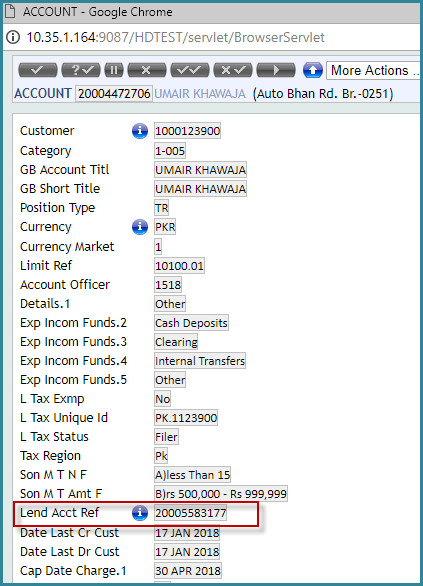 ACCOUNT - Google Chrome
10.35.1.164:9087/HDTEST/servlet/BrowserServlet
More Actions ...
ACCOUNT 20004472706 UMAIR KHAWAJA (Auto Bhan Rd. Br.-0251)
Customer 1000123900
Category 1-005
GB Account Titl UMAIR KHAWAJA
GB Short Title UMAIR KHAWAJA
Position Type TR
Currency PKR
Currency Market 1
Limit Ref 10100.01
Account Officer 1518
Details.1 Other
Exp Incom Funds.2 Cash Deposits
Exp Incom Funds.3 Clearing
Exp Incom Funds.4 Internal Transfers
Exp Incom Funds.5 Other
L Tax Exmp No
L Tax Unique Id PK.1123900
L Tax Status Filer
Tax Region Pk
Son M T N F A)less Than 15
Son M T Amt F B)rs 500,000 - Rs 999,999
Lend Acct Ref 20005583177
Date Last Cr Cust 17 JAN 2018
Date Last Dr Cust 17 JAN 2018
Cap Date Charge.1 30 APR 2018